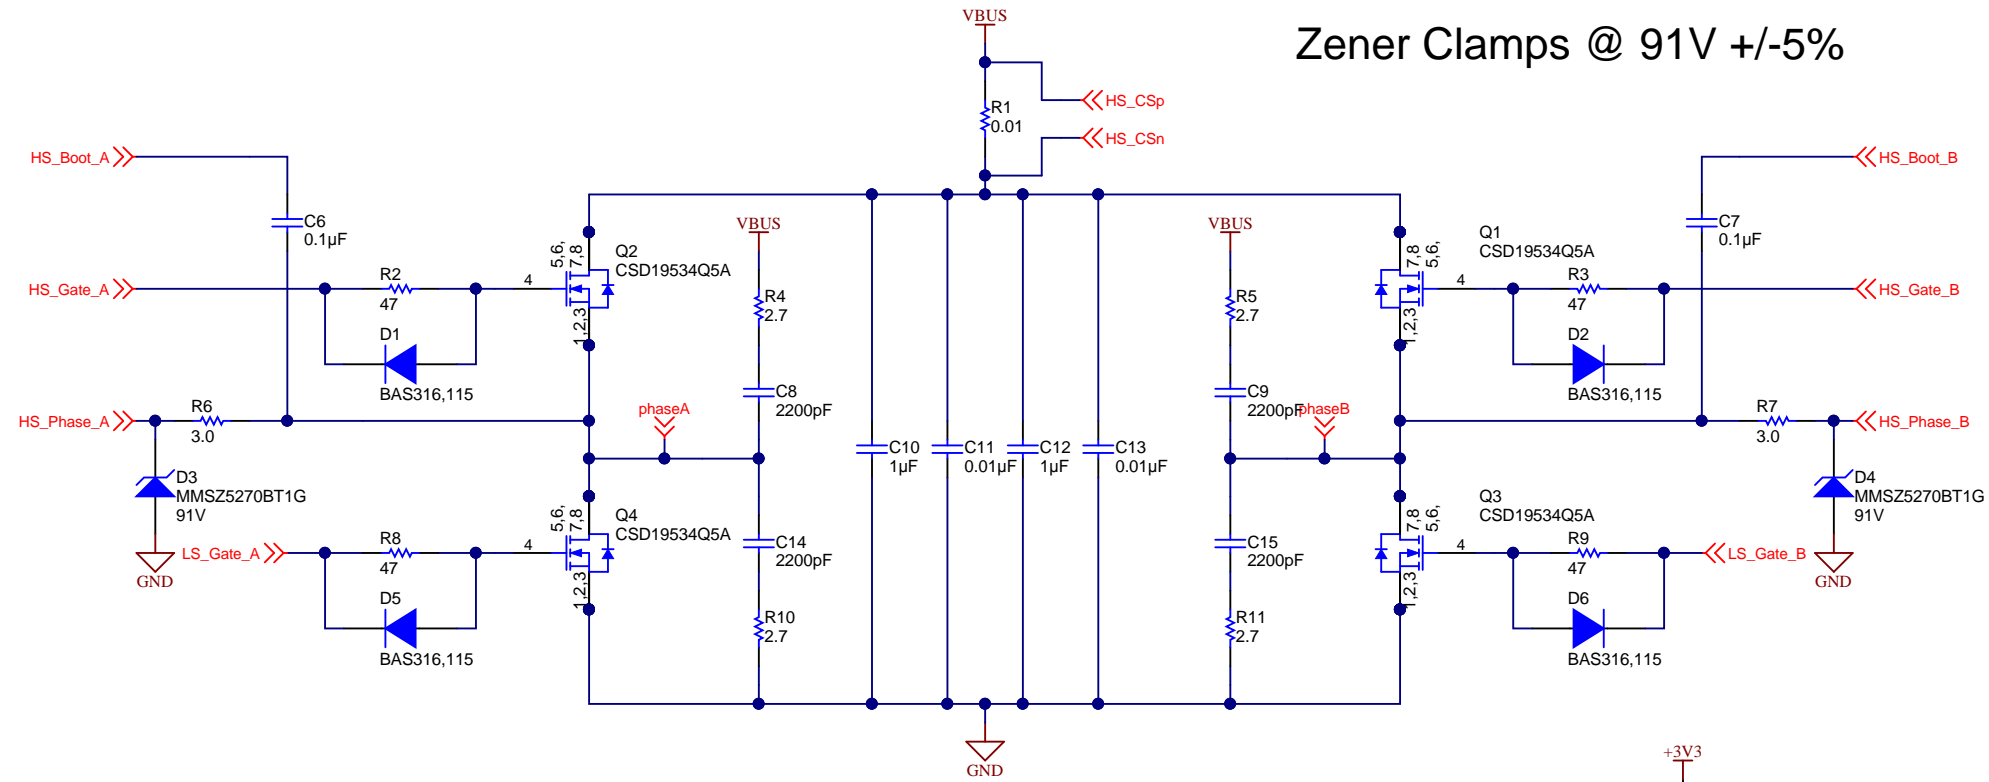 VBUS
Zener Clamps @ 91V +/-5%
HS_CSp
R1
0.01
HS_CSn
HS_Boot_A
HS_Boot_B
C6
0.1µF
VBUS
VBUS
C7
0.1µF
Q2
CSD19534Q5A
5,6,
7,8
4
1,2,3
Q1
CSD19534Q5A
7,8
5,6,
4
1,2,3
HS_Gate_A
R2
47
R3
47
HS_Gate_B
R4
2.7
R5
2.7
D1
BAS316,115
D2
BAS316,115
C8
2200pF
C9
2200pF
HS_Phase_A
R6
3.0
phaseA
phaseB
R7
3.0
HS_Phase_B
C10
1µF
C11
0.01µF
C12
1µF
C13
0.01µF
D3
MMSZ5270BT1G
91V
D4
MMSZ5270BT1G
91V
Q4
CSD19534Q5A
5,6,
7,8
4
1,2,3
Q3
CSD19534Q5A
7,8
5,6,
4
1,2,3
LS_Gate_A
R8
47
C14
2200pF
C15
2200pF
R9
47
LS_Gate_B
GND
GND
D5
BAS316,115
R10
2.7
R11
2.7
D6
BAS316,115
GND
+3V3